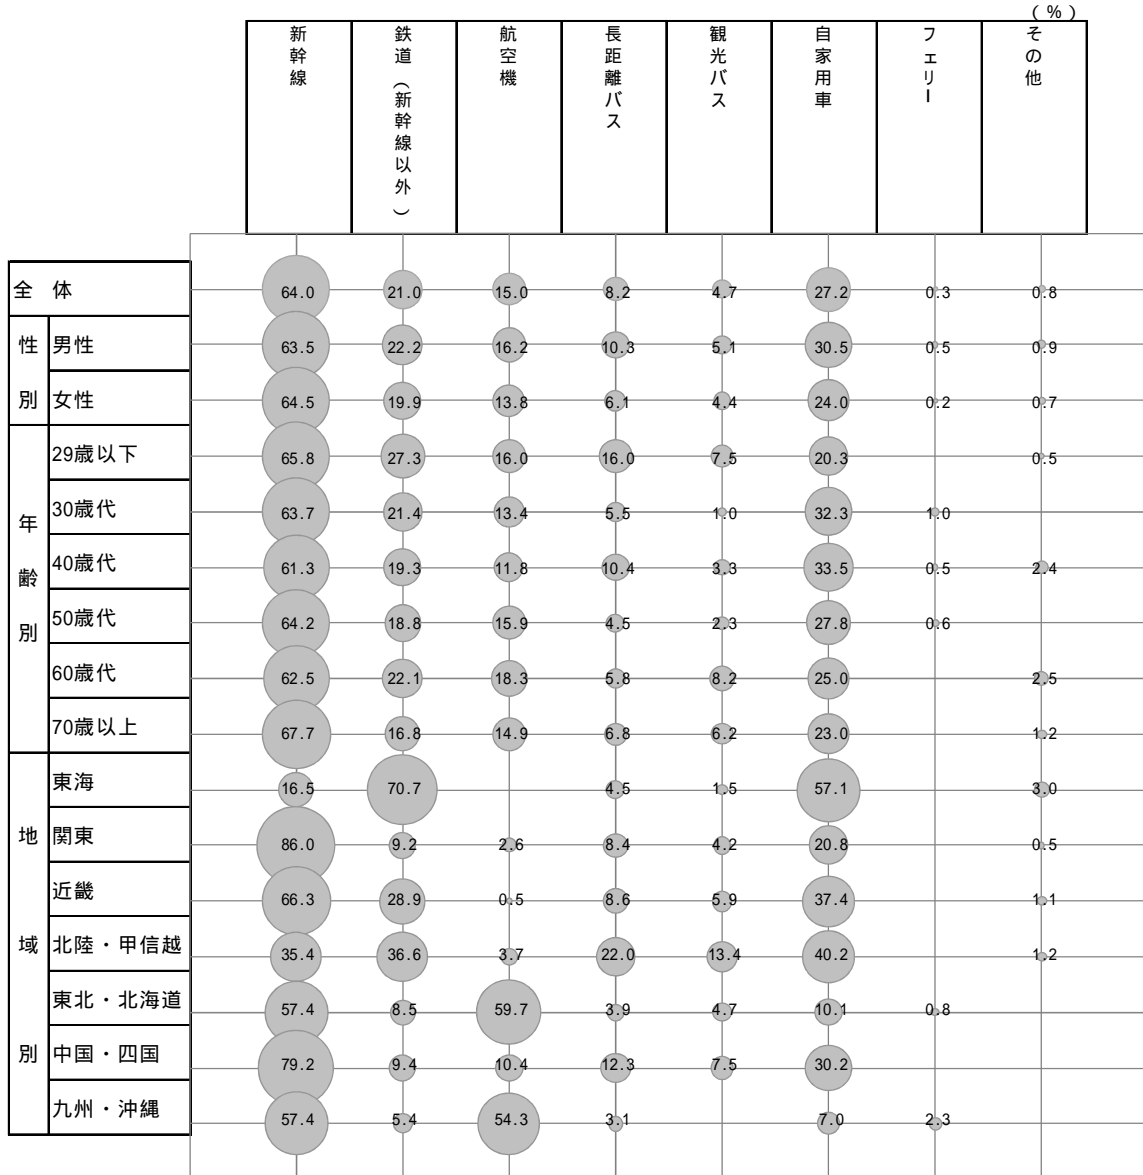 （％）
新幹線
鉄道（新幹線以外）
航空機
長距離バス
観光バス
自家用車
フェリー
その他
全 体 64.0 21.0 15.0 8.2 4.7 27.2 0.3 0.8
性別
男性 63.5 22.2 16.2 10.3 5.1 30.5 0.5 0.9
女性 64.5 19.9 13.8 6.1 4.4 24.0 0.2 0.7
年齢別
29歳以下 65.8 27.3 16.0 16.0 7.5 20.3 0.5
30歳代 63.7 21.4 13.4 5.5 1.0 32.3 1.0
40歳代 61.3 19.3 11.8 10.4 3.3 33.5 0.5 2.4
50歳代 64.2 18.8 15.9 4.5 2.3 27.8 0.6
60歳代 62.5 22.1 18.3 5.8 8.2 25.0 2.5
70歳以上 67.7 16.8 14.9 6.8 6.2 23.0 1.2
地域別
東海 16.5 70.7 4.5 1.5 57.1 3.0
関東 86.0 9.2 2.6 8.4 4.2 20.8 0.5
近畿 66.3 28.9 0.5 8.6 5.9 37.4 1.1
北陸・甲信越 35.4 36.6 3.7 22.0 13.4 40.2 1.2
東北・北海道 57.4 8.5 59.7 3.9 4.7 10.1 0.8
中国・四国 79.2 9.4 10.4 12.3 7.5 30.2
九州・沖縄 57.4 5.4 54.3 3.1 7.0 2.3